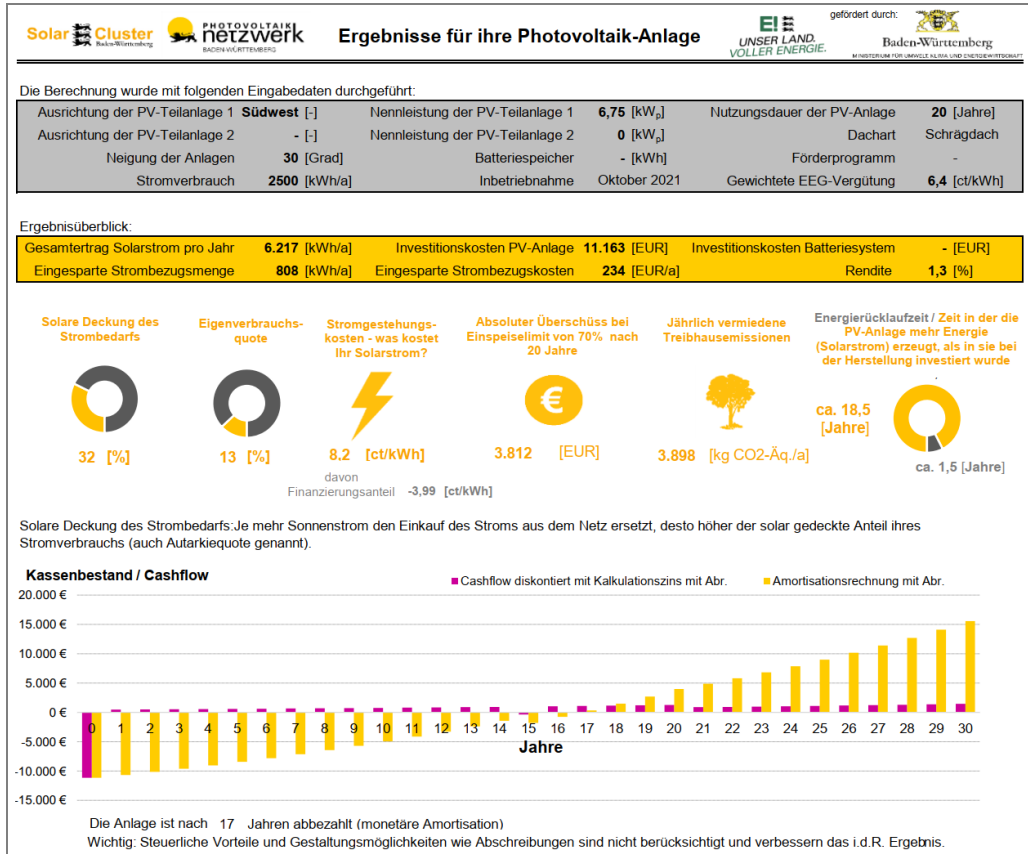 Solar Cluster
Baden-Württemberg
PHOTOVOLTAIK
netzwerk
BADEN-WÜRTTEMBERG
Ergebnisse für ihre Photovoltaik-Anlage
UNSER LAND.
VOLLER ENERGIE.
gefördert durch:
Baden-Württemberg
MINISTERIUM FÜR UMWELT, KLIMA UND ENERGIEWIRTSCHAFT
Die Berechnung wurde mit folgenden Eingabedaten durchgeführt:
Ausrichtung der PV-Teilanlage 1 Südwest [-] Nennleistung der PV-Teilanlage 1 6,75 [kWp] Nutzungsdauer der PV-Anlage 20 [Jahre]
Ausrichtung der PV-Teilanlage 2 - [-] Nennleistung der PV-Teilanlage 2 0 [kWp] Dachart Schrägdach
Neigung der Anlagen 30 [Grad] Batteriespeicher - [kWh] Förderprogramm -
Stromverbrauch 2500 [kWh/a] Inbetriebnahme Oktober 2021 Gewichtete EEG-Vergütung 6,4 [ct/kWh]
Ergebnisüberblick:
Gesamtertrag Solarstrom pro Jahr 6.217 [kWh/a] Investitionskosten PV-Anlage 11.163 [EUR] Investitionskosten Batteriesystem - [EUR]
Eingesparte Strombezugsmenge 808 [kWh/a] Eingesparte Strombezugskosten 234 [EUR/a] Rendite 1,3 [%]
Solare Deckung des
Strombedarfs
32 [%]
Eigenverbrauchs-
quote
13 [%]
Stromgestehungs-
kosten - was kostet
Ihr Solarstrom?
8,2 [ct/kWh]
davon
Finanzierungsanteil -3,99 [ct/kWh]
Absoluter Überschüss bei
Einspeiselimit von 70% nach
20 Jahre
€
3.812 [EUR]
Jährlich vermiedene
Treibhausemissionen
3.898 [kg CO2-Äq./a]
Energierücklaufzeit / Zeit in der die
PV-Anlage mehr Energie
(Solarstrom) erzeugt, als in sie bei
der Herstellung investiert wurde
ca. 18,5
[Jahre]
ca. 1,5 [Jahre]
Solare Deckung des Strombedarfs:Je mehr Sonnenstrom den Einkauf des Stroms aus dem Netz ersetzt, desto höher der solar gedeckte Anteil ihres
Stromverbrauchs (auch Autarkiequote genannt).
Kassenbestand / Cashflow
Cashflow diskontiert mit Kalkulationszins mit Abr. Amortisationsrechnung mit Abr.
20.000 €
15.000 €
10.000 €
5.000 €
0 €
-5.000 €
-10.000 €
-15.000 €
0 1 2 3 4 5 6 7 8 9 10 11 12 13 14 15 16 17 18 19 20 21 22 23 24 25 26 27 28 29 30
Jahre
Die Anlage ist nach 17 Jahren abbezahlt (monetäre Amortisation)
Wichtig: Steuerliche Vorteile und Gestaltungsmöglichkeiten wie Abschreibungen sind nicht berücksichtigt und verbessern das i.d.R. Ergebnis.